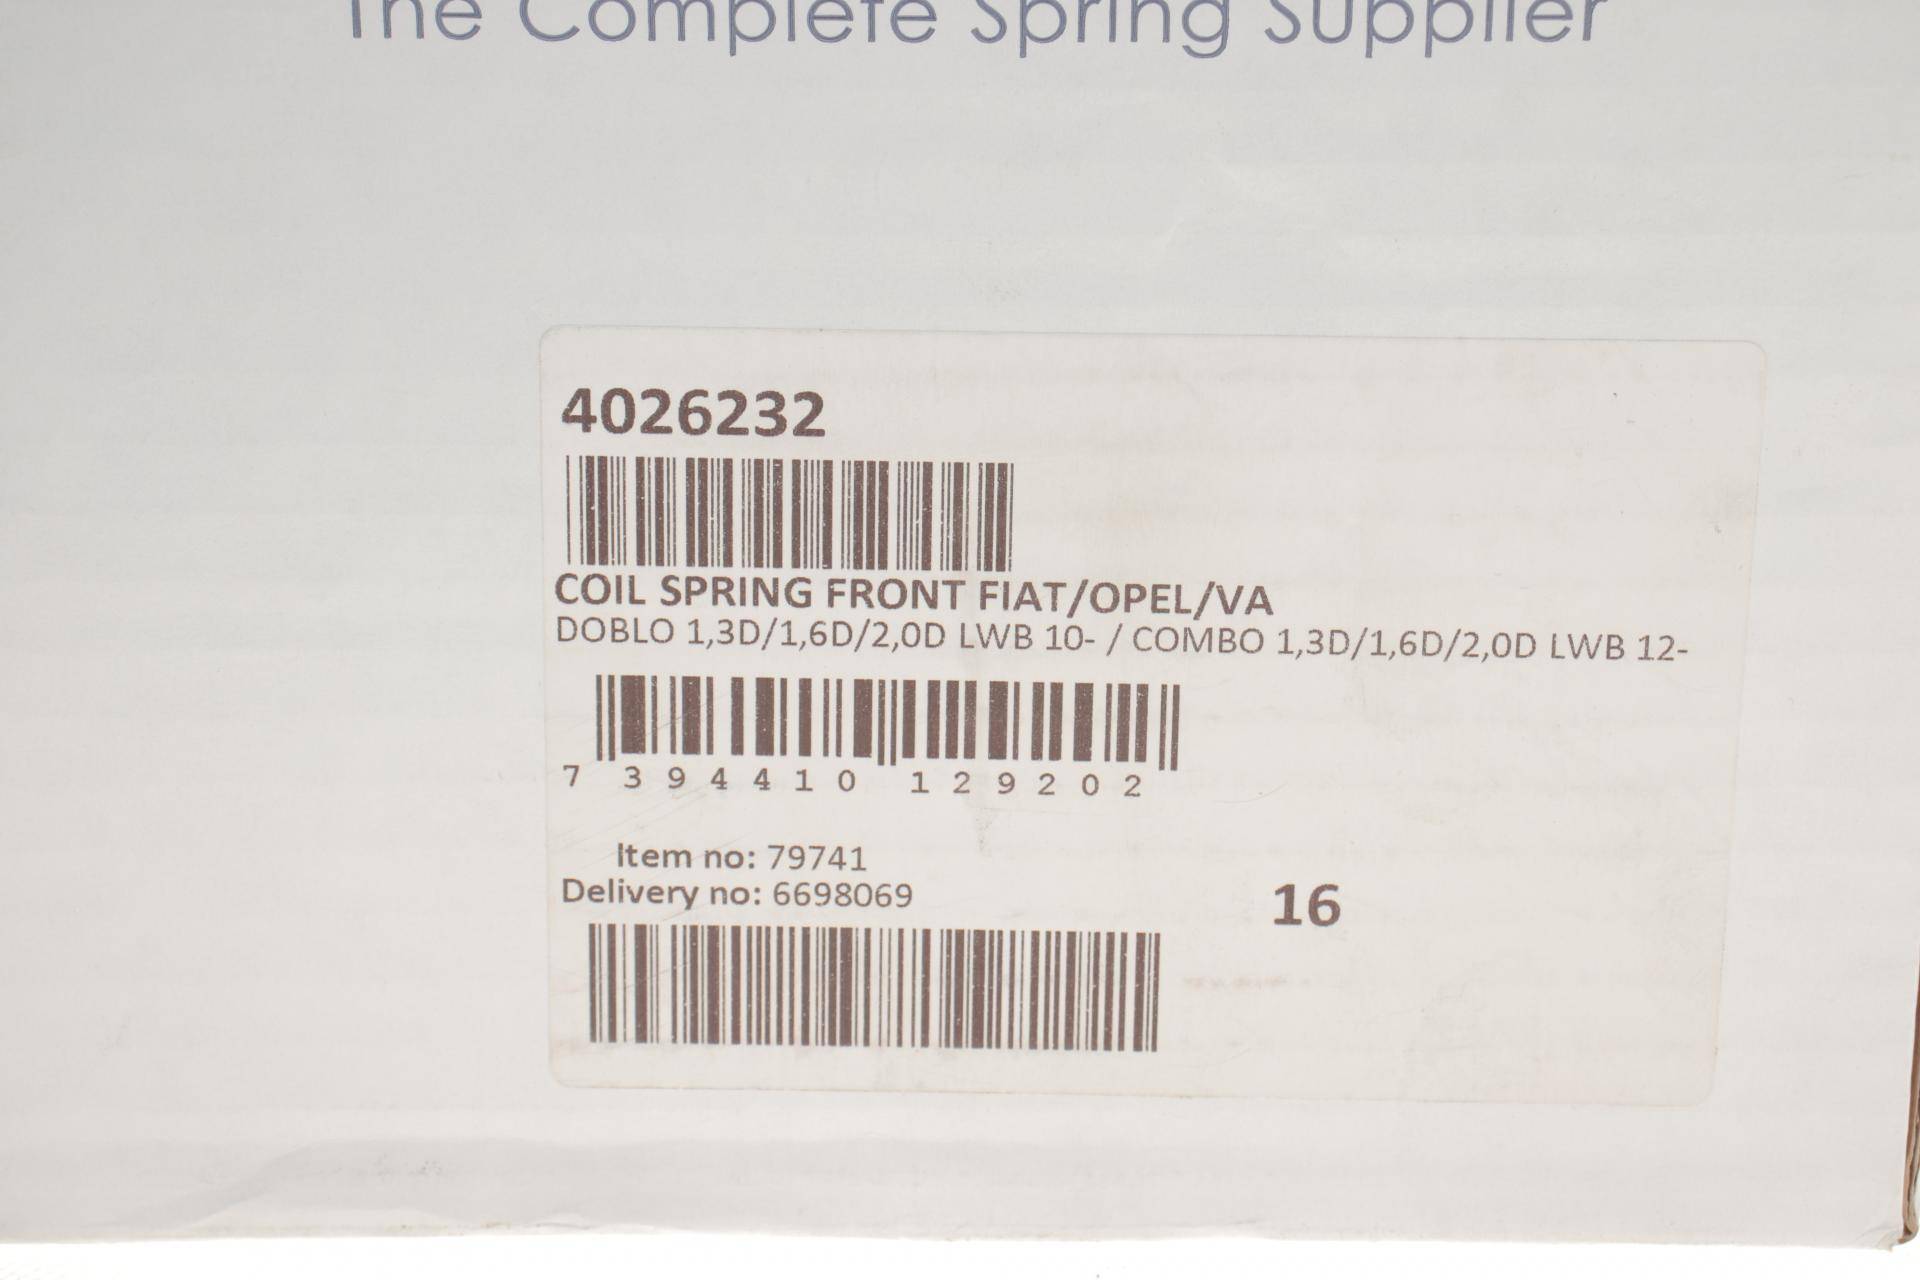 The Complete Spring Supplier
4026232
COIL SPRING FRONT FIAT/OPEL/VA
DOBLO 1,3D/1,6D/2,0D LWB 10- / COMBO 1,3D/1,6D/2,0D LWB 12-
7 394410 129202
Item no: 79741
Delivery no: 6698069
16